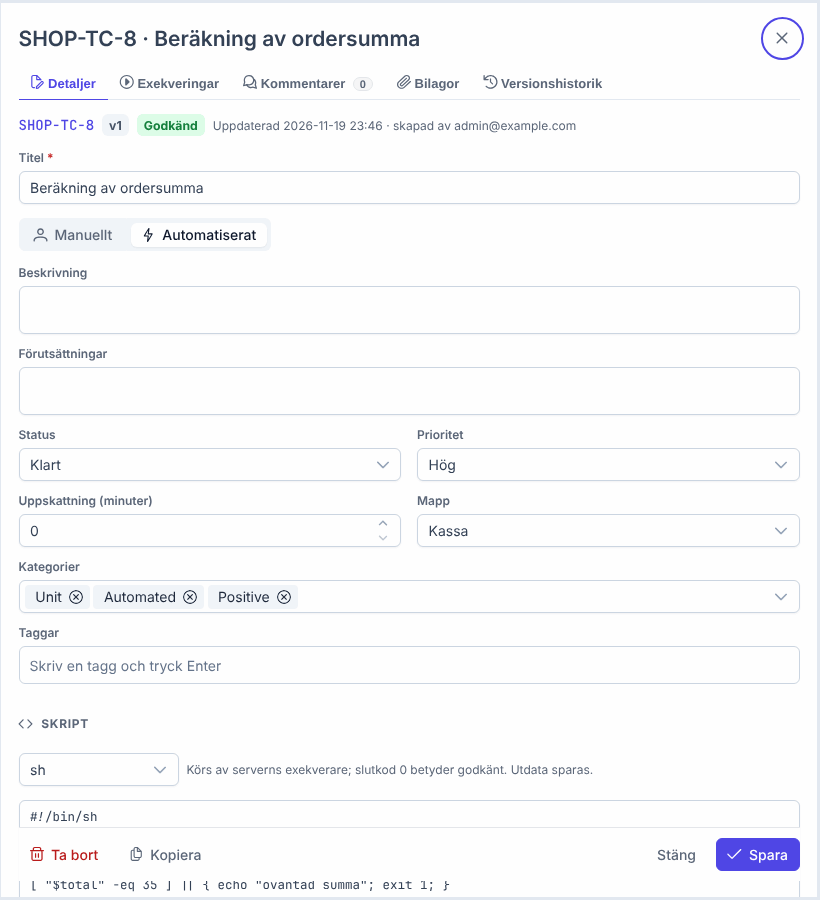 SHOP-TC-8 · Beräkning av ordersumma
Detaljer Exekveringar Kommentarer 0 Bilagor Versionshistorik
SHOP-TC-8 v1 Godkänd Uppdaterad 2026-11-19 23:46 · skapad av admin@example.com
Titel *
Beräkning av ordersumma
Manuellt Automatiserat
Beskrivning
Förutsättningar
Status Prioritet
Klart Hög
Uppskattning (minuter) Mapp
0 Kassa
Kategorier
Unit Automated Positive
Taggar
Skriv en tagg och tryck Enter
SKRIPT
sh Körs av serverns exekverare; slutkod 0 betyder godkänt. Utdata sparas.
#!/bin/sh
Ta bort Kopiera Stäng Spara
[ "$total" -eq 35 ] || { echo "oväntad summa"; exit 1; }